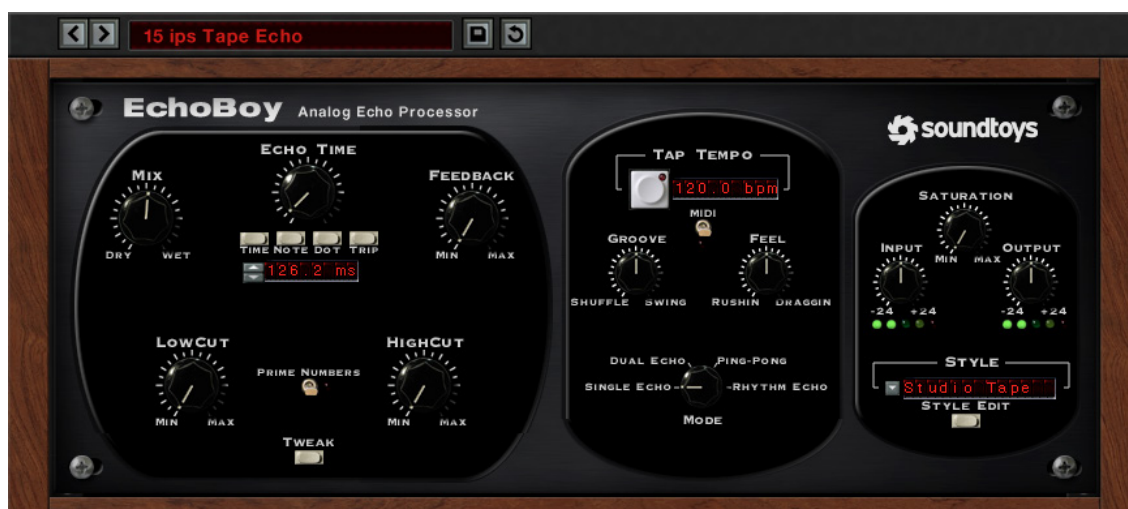 15 ips Tape Echo
EchoBoy Analog Echo Processor
soundtoys
Echo Time
Mix
Feedback
Dry Wet
Time Note Dot Trip
Min Max
126.2 ms
LowCut
HighCut
Prime Numbers
Min Max
Min Max
Tweak
Tap Tempo
120.0 bpm
MIDI
Groove
Feel
Shuffle Swing
Rushin Draggin
Dual Echo
Ping-Pong
Single Echo
Rhythm Echo
Mode
Saturation
Input
Output
Min Max
-24 +24
-24 +24
Style
Studio Tape
Style Edit